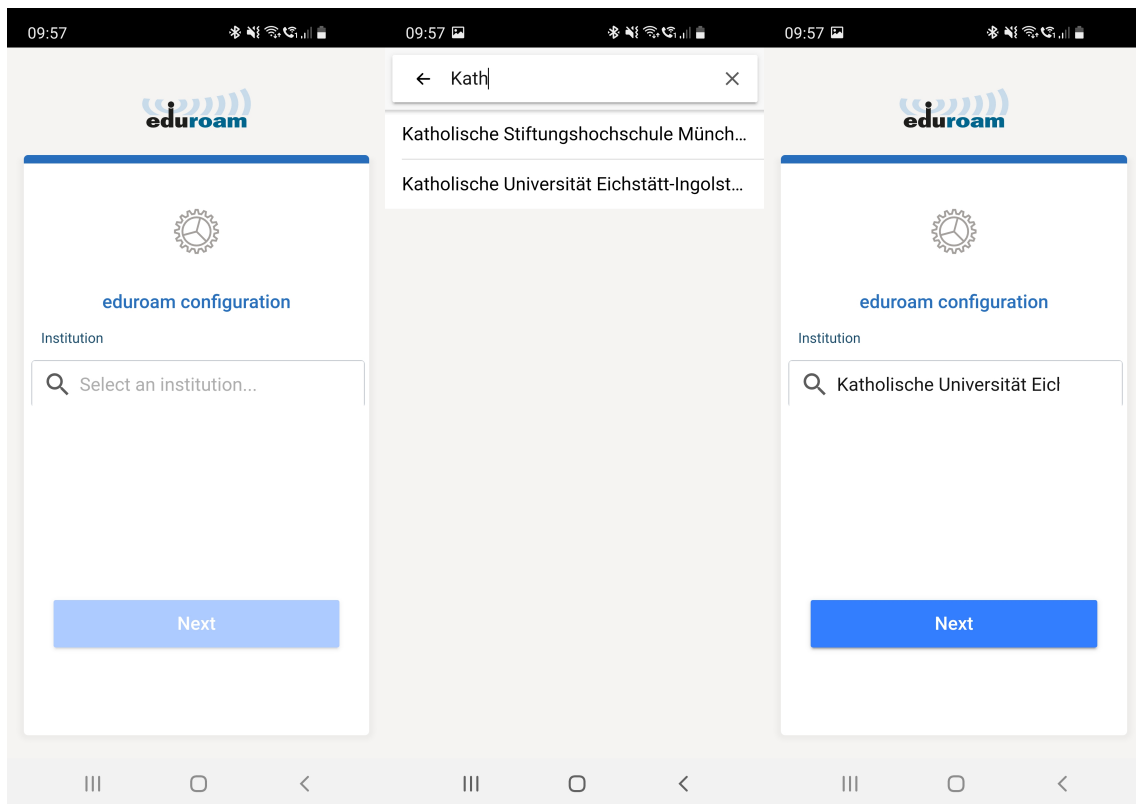 09:57
eduroam
eduroam configuration
Institution
Select an institution...
Next
09:57
Kath
Katholische Stiftungshochschule Münch...
Katholische Universität Eichstätt-Ingolst...
09:57
eduroam
eduroam configuration
Institution
Katholische Universität Eich
Next